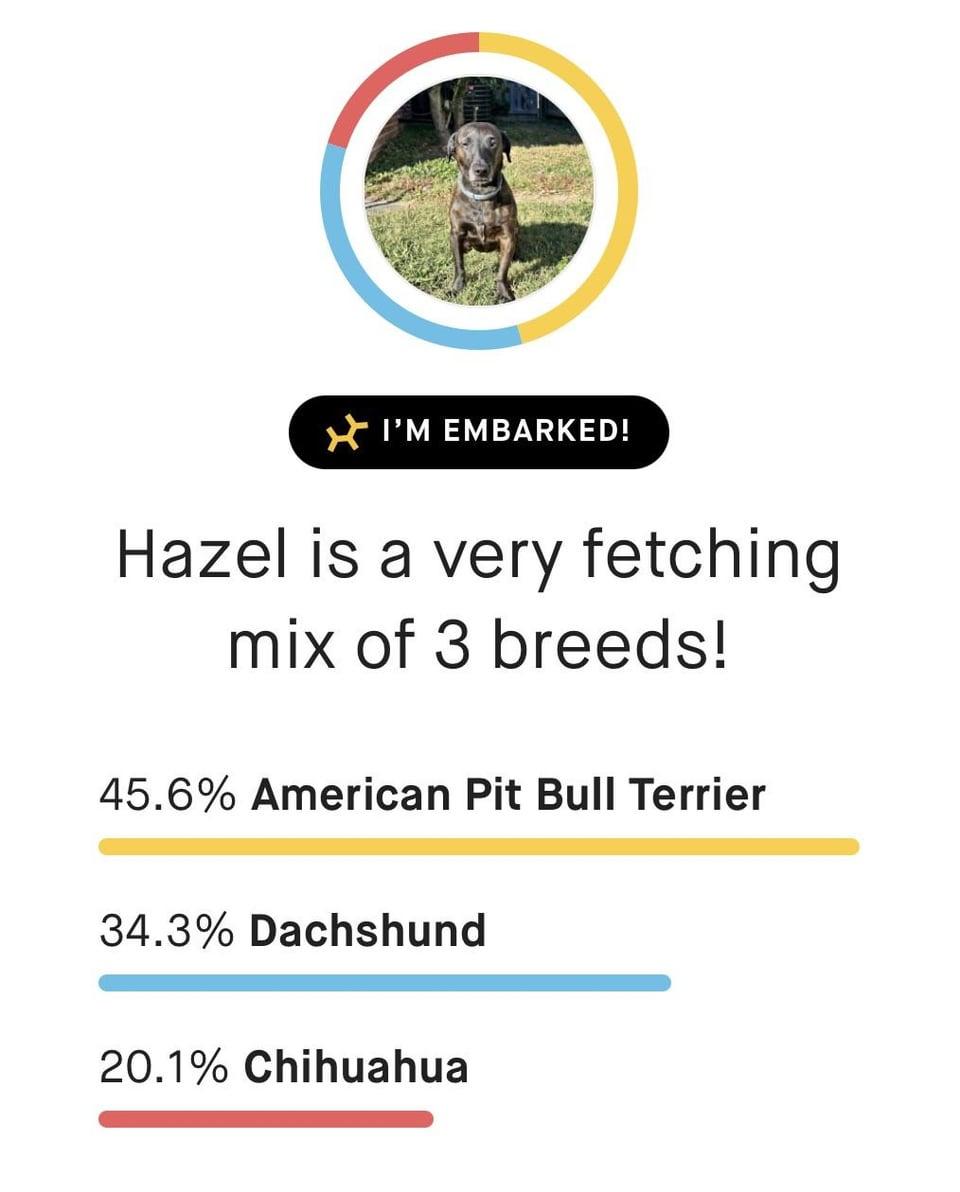 I’M EMBARKED!
Hazel is a very fetching
mix of 3 breeds!
45.6% American Pit Bull Terrier
34.3% Dachshund
20.1% Chihuahua